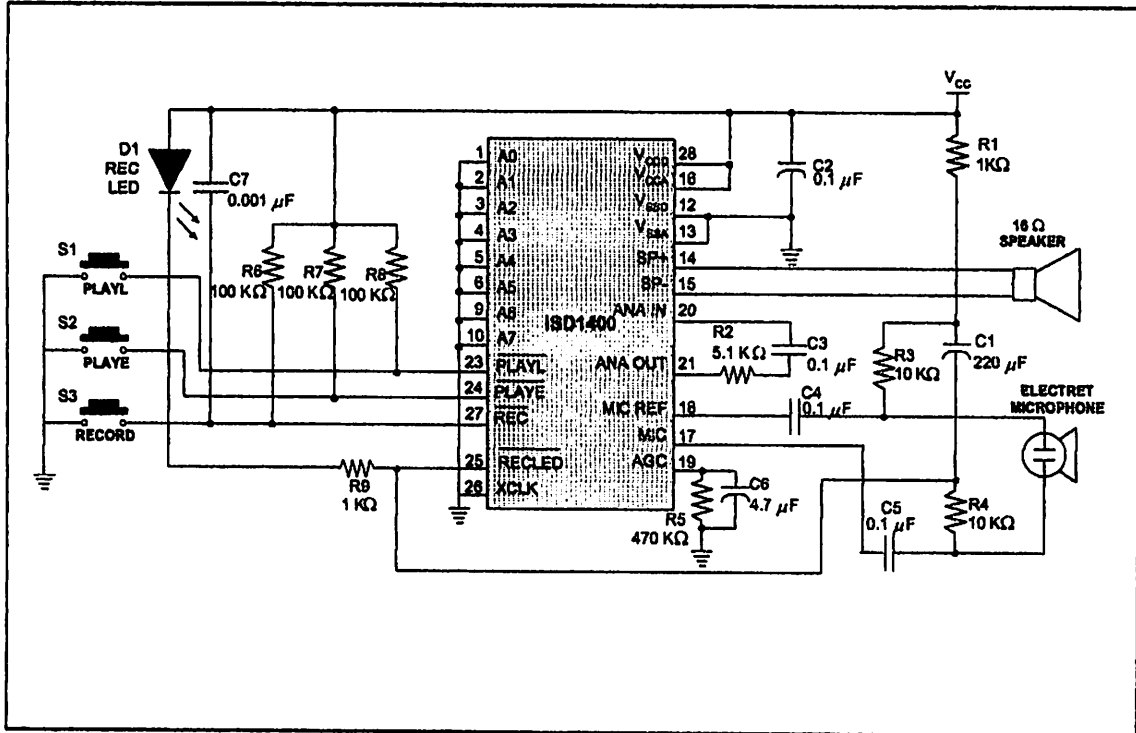 VCC
D1
REC
LED
C7
0.001 µF
S1
PLAYL
S2
PLAYE
S3
RECORD
R6
100 KΩ
R7
100 KΩ
R8
100 KΩ
R9
1 KΩ
ISD1400
1 A0
2 A1
3 A2
4 A3
5 A4
6 A5
9 A6
10 A7
23 PLAYL
24 PLAYE
27 REC
25 RECLED
26 XCLK
VCCD 28
VCCA 16
VSSD 12
VSSA 13
SP+ 14
SP- 15
ANA IN 20
ANA OUT 21
MIC REF 18
MIC 17
AGC 19
C2
0.1 µF
R1
1KΩ
16 Ω
SPEAKER
R2
5.1 KΩ
C3
0.1 µF
R3
10 KΩ
C1
220 µF
C4
0.1 µF
ELECTRET
MICROPHONE
C6
4.7 µF
R5
470 KΩ
C5
0.1 µF
R4
10 KΩ